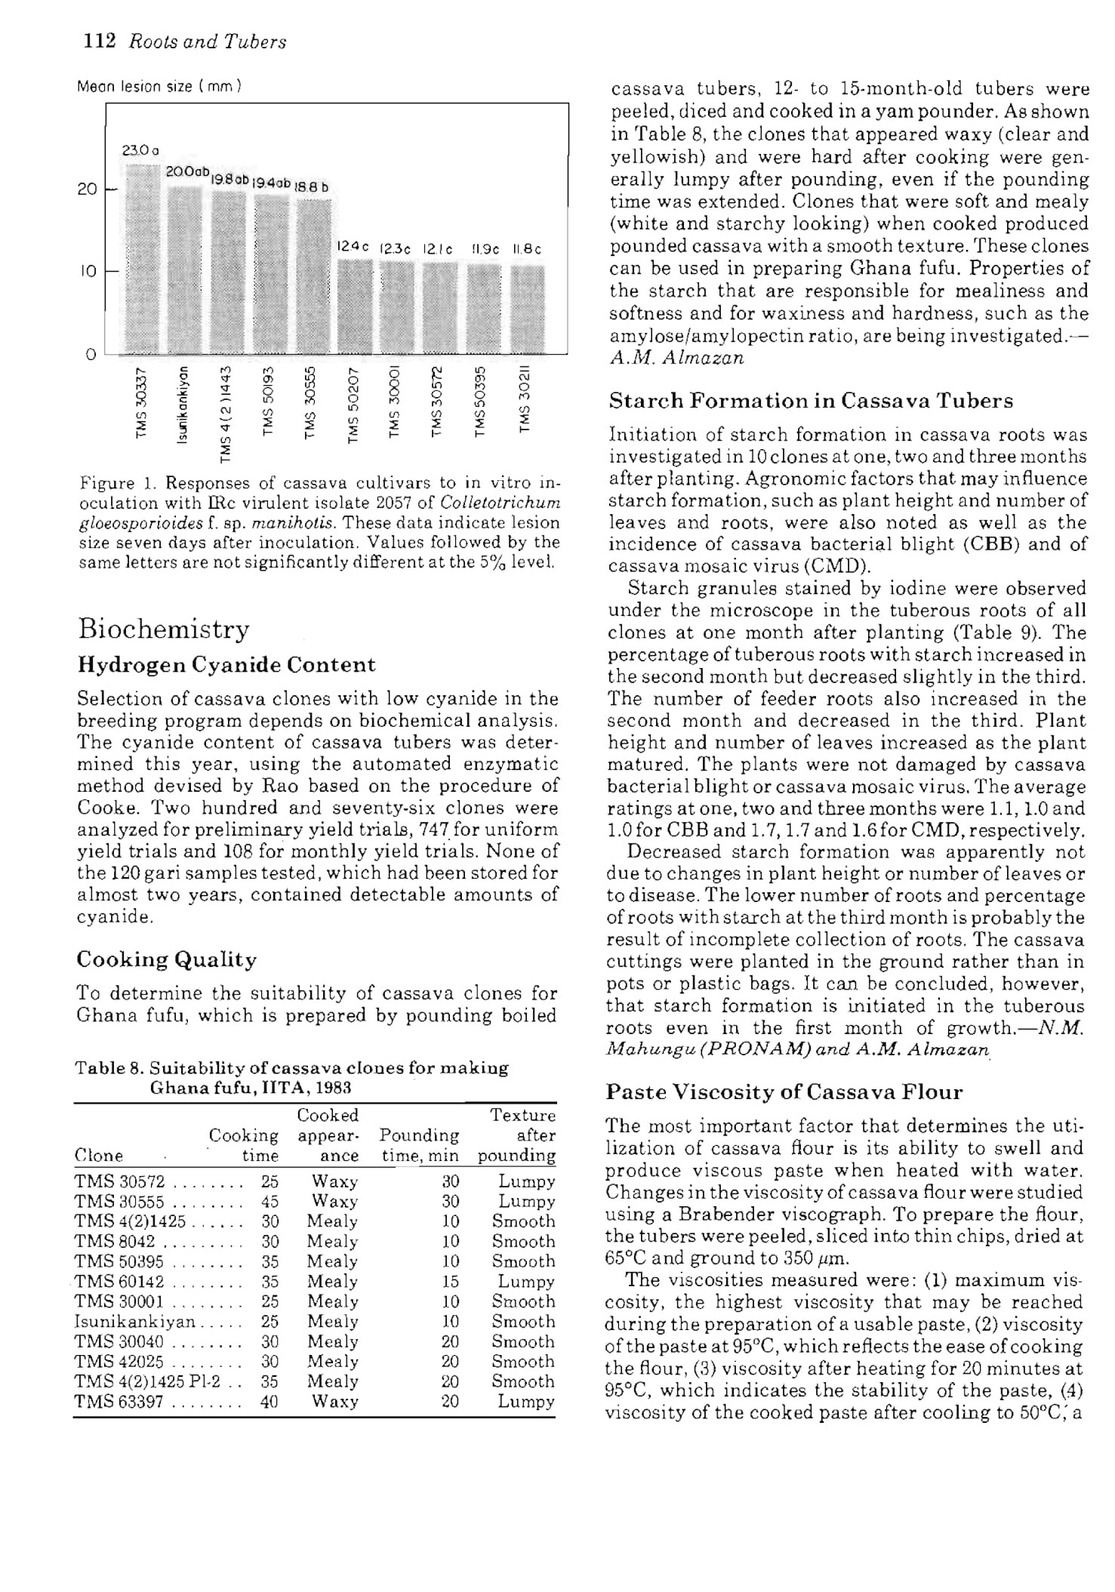 112 Roots and Tubers
Mean lesion size (mm)
23.0 a
20.0ab
19.8ab
19.4ab
18.8 b
12.4c
12.3c
12.1c
11.9c
11.8c
20
10
0
TMS 30337
Isunikankiyan
TMS 4(2)1443
TMS 50193
TMS 30555
TMS 50207
TMS 30001
TMS 30572
TMS 50395
TMS 30211
Figure 1. Responses of cassava cultivars to in vitro in-
oculation with IRc virulent isolate 2057 of Colletotrichum
gloeosporioides f. sp. manihotis. These data indicate lesion
size seven days after inoculation. Values followed by the
same letters are not significantly different at the 5% level.
Biochemistry
Hydrogen Cyanide Content
Selection of cassava clones with low cyanide in the
breeding program depends on biochemical analysis.
The cyanide content of cassava tubers was deter-
mined this year, using the automated enzymatic
method devised by Rao based on the procedure of
Cooke. Two hundred and seventy-six clones were
analyzed for preliminary yield trials, 747 for uniform
yield trials and 108 for monthly yield trials. None of
the 120 gari samples tested, which had been stored for
almost two years, contained detectable amounts of
cyanide.
Cooking Quality
To determine the suitability of cassava clones for
Ghana fufu, which is prepared by pounding boiled
Table 8. Suitability of cassava clones for making
Ghana fufu, IITA, 1983
Cooked Texture
Cooking appear- Pounding after
Clone time ance time, min pounding
TMS 30572 ........ 25 Waxy 30 Lumpy
TMS 30555 ........ 45 Waxy 30 Lumpy
TMS 4(2)1425 ...... 30 Mealy 10 Smooth
TMS 8042 ......... 30 Mealy 10 Smooth
TMS 50395 ........ 35 Mealy 10 Smooth
TMS 60142 ........ 35 Mealy 15 Lumpy
TMS 30001 ........ 25 Mealy 10 Smooth
Isunikankiyan ..... 25 Mealy 10 Smooth
TMS 30040 ........ 30 Mealy 20 Smooth
TMS 42025 ........ 30 Mealy 20 Smooth
TMS 4(2)1425 Pl-2 .. 35 Mealy 20 Smooth
TMS 63397 ........ 40 Waxy 20 Lumpy
cassava tubers, 12- to 15-month-old tubers were
peeled, diced and cooked in a yam pounder. As shown
in Table 8, the clones that appeared waxy (clear and
yellowish) and were hard after cooking were gen-
erally lumpy after pounding, even if the pounding
time was extended. Clones that were soft and mealy
(white and starchy looking) when cooked produced
pounded cassava with a smooth texture. These clones
can be used in preparing Ghana fufu. Properties of
the starch that are responsible for mealiness and
softness and for waxiness and hardness, such as the
amylose/amylopectin ratio, are being investigated.—
A.M. Almazan
Starch Formation in Cassava Tubers
Initiation of starch formation in cassava roots was
investigated in 10 clones at one, two and three months
after planting. Agronomic factors that may influence
starch formation, such as plant height and number of
leaves and roots, were also noted as well as the
incidence of cassava bacterial blight (CBB) and of
cassava mosaic virus (CMD).
Starch granules stained by iodine were observed
under the microscope in the tuberous roots of all
clones at one month after planting (Table 9). The
percentage of tuberous roots with starch increased in
the second month but decreased slightly in the third.
The number of feeder roots also increased in the
second month and decreased in the third. Plant
height and number of leaves increased as the plant
matured. The plants were not damaged by cassava
bacterial blight or cassava mosaic virus. The average
ratings at one, two and three months were 1.1, 1.0 and
1.0 for CBB and 1.7, 1.7 and 1.6 for CMD, respectively.
Decreased starch formation was apparently not
due to changes in plant height or number of leaves or
to disease. The lower number of roots and percentage
of roots with starch at the third month is probably the
result of incomplete collection of roots. The cassava
cuttings were planted in the ground rather than in
pots or plastic bags. It can be concluded, however,
that starch formation is initiated in the tuberous
roots even in the first month of growth.—N.M.
Mahungu (PRONAM) and A.M. Almazan
Paste Viscosity of Cassava Flour
The most important factor that determines the uti-
lization of cassava flour is its ability to swell and
produce viscous paste when heated with water.
Changes in the viscosity of cassava flour were studied
using a Brabender viscograph. To prepare the flour,
the tubers were peeled, sliced into thin chips, dried at
65°C and ground to 350 μm.
The viscosities measured were: (1) maximum vis-
cosity, the highest viscosity that may be reached
during the preparation of a usable paste, (2) viscosity
of the paste at 95°C, which reflects the ease of cooking
the flour, (3) viscosity after heating for 20 minutes at
95°C, which indicates the stability of the paste, (4)
viscosity of the cooked paste after cooling to 50°C, a